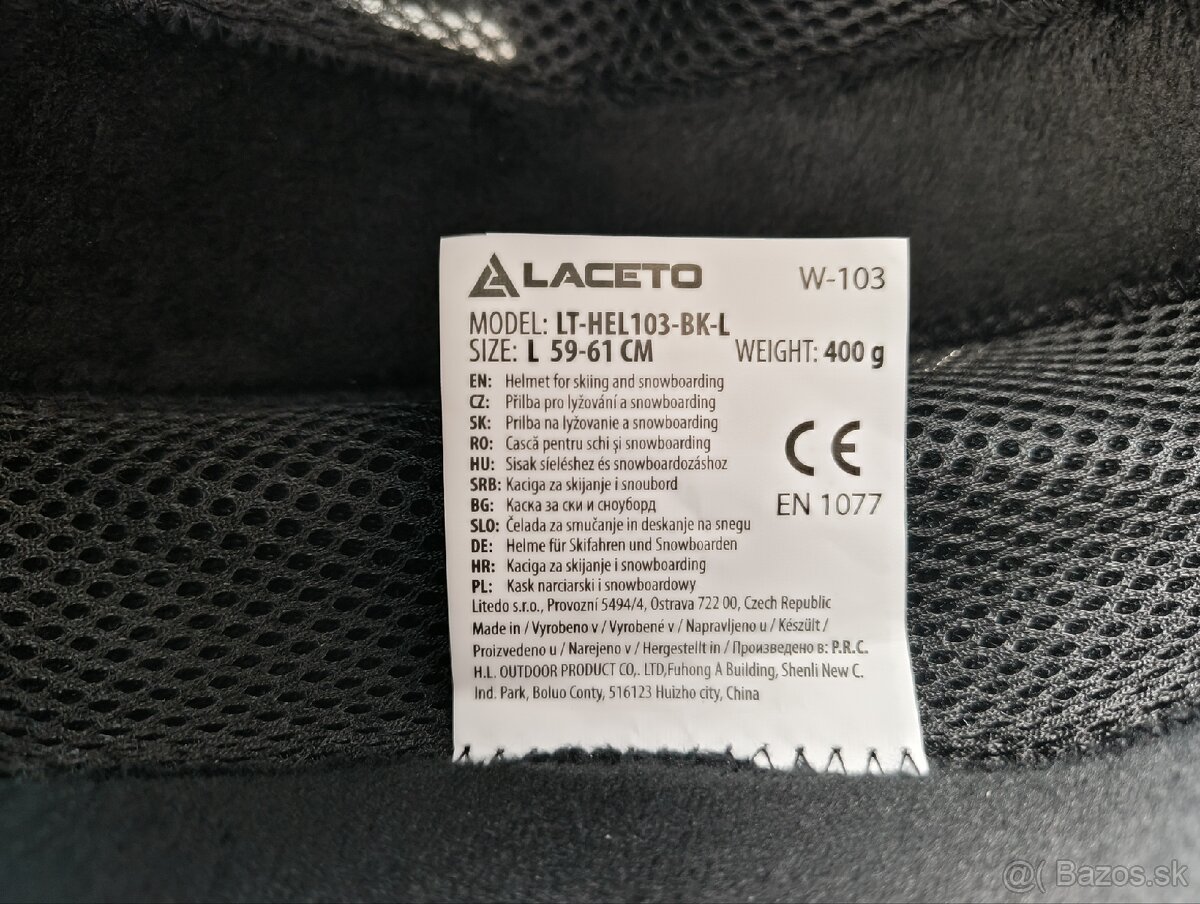 LACETO W-103
MODEL: LT-HEL103-BK-L
SIZE: L 59-61 CM WEIGHT: 400 g
EN: Helmet for skiing and snowboarding
CZ: Přilba pro lyžování a snowboarding
SK: Prilba na lyžovanie a snowboarding
RO: Cască pentru schi și snowboarding
HU: Sisak síeléshez és snowboardozáshoz
SRB: Kaciga za skijanje i snoubord
BG: Каска за ски и сноуборд
SLO: Čelada za smučanje in deskanje na snegu
DE: Helme für Skifahren und Snowboarden
HR: Kaciga za skijanje i snowboarding
PL: Kask narciarski i snowboardowy
CE
EN 1077
Litedo s.r.o., Provozní 5494/4, Ostrava 722 00, Czech Republic
Made in / Vyrobeno v / Vyrobené v / Napravljeno u / Készült /
Proizvedeno u / Narejeno v / Hergestellt in / Произведено в: P.R.C.
H.L. OUTDOOR PRODUCT CO,. LTD,Fuhong A Building, Shenli New C.
Ind. Park, Boluo Conty, 516123 Huizho city, China
@( Bazos.sk